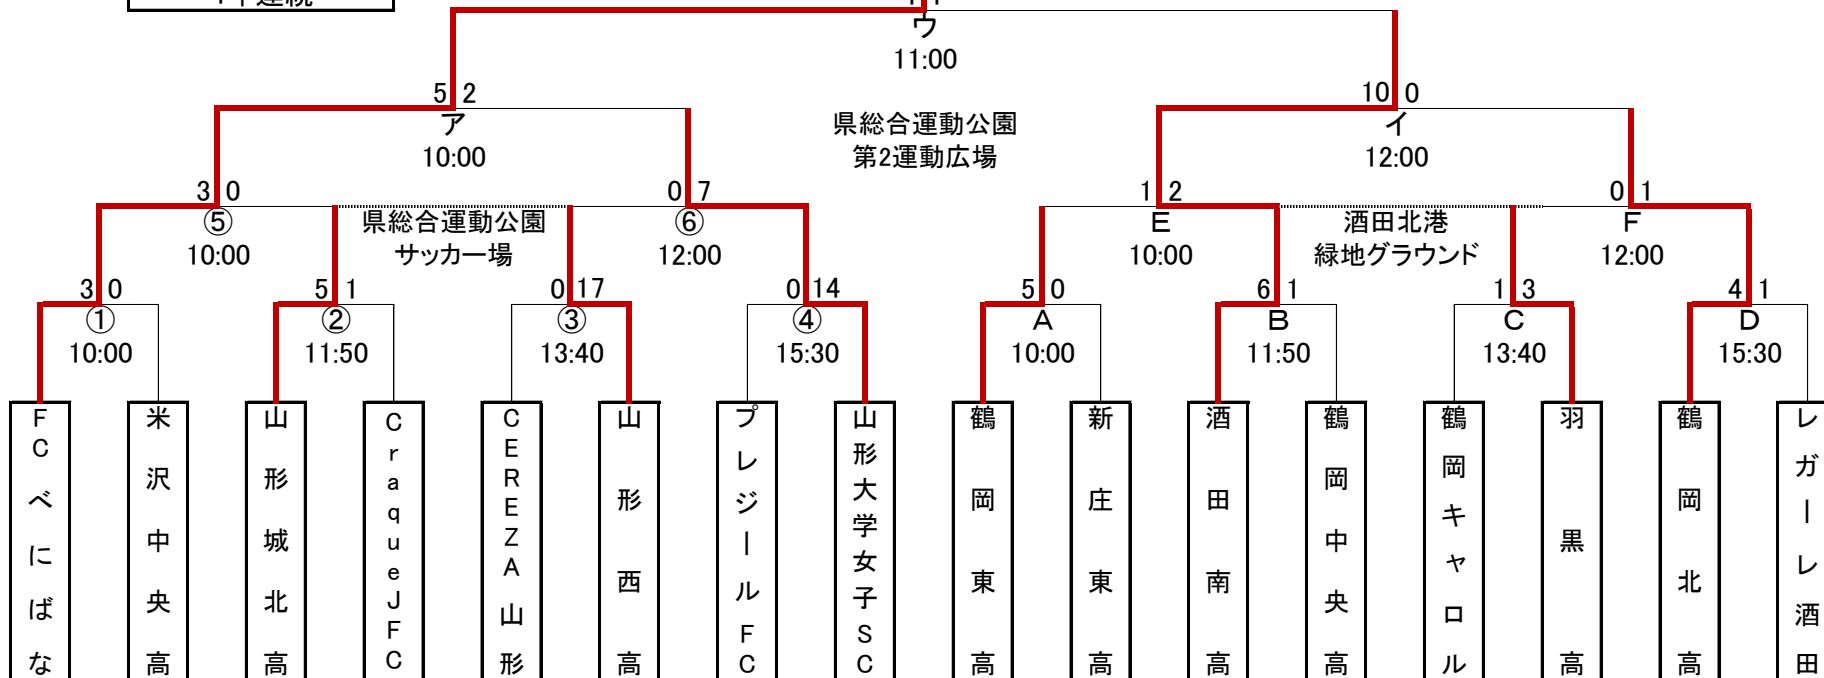 ウ
11:00
5 2
10 0
ア
県総合運動公園
イ
10:00
第2運動広場
12:00
3 0
0 7
1 2
0 1
⑤
県総合運動公園
⑥
E
酒田北港
F
10:00
サッカー場
12:00
10:00
緑地グラウンド
12:00
3 0
5 1
0 17
0 14
5 0
6 1
1 3
4 1
①
②
③
④
A
B
C
D
10:00
11:50
13:40
15:30
10:00
11:50
13:40
15:30
FCべにばな
米沢中央高
山形城北高
CraqueJFC
CEREZA山形
山形西高
プレジールFC
山形大学女子SC
鶴岡東高
新庄東高
酒田南高
鶴岡中央高
鶴岡キャロル
羽黒高
鶴岡北高
レガーレ酒田